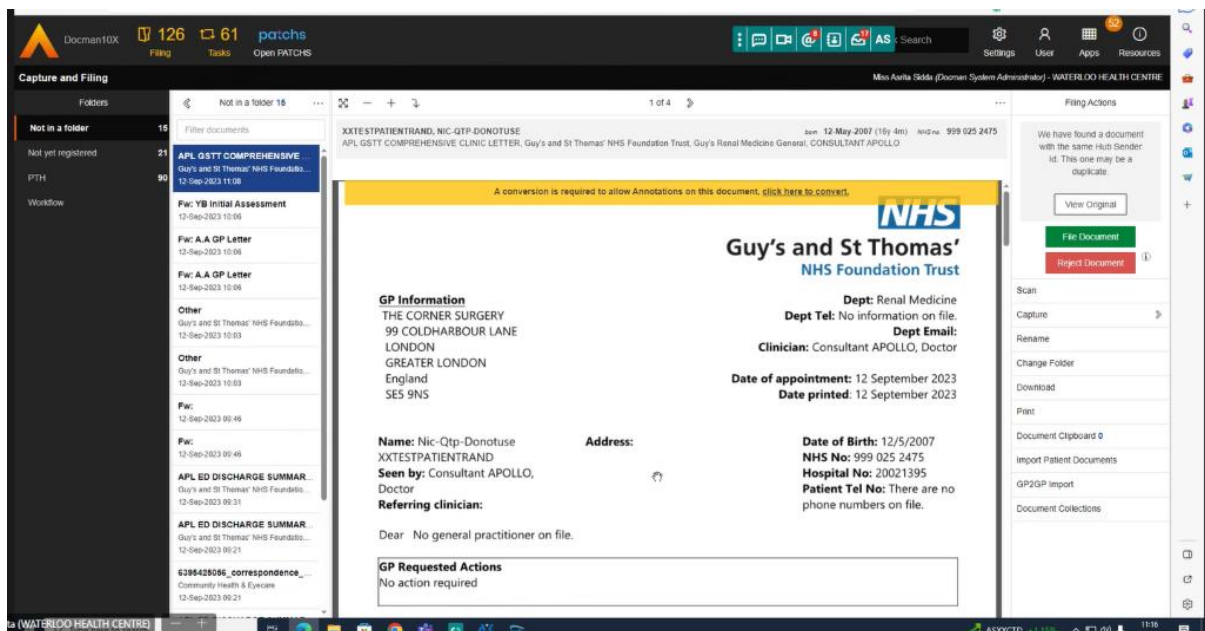 Docman10X
126
Filing
61
Tasks
patchs
Open PATCHS
8
17
AS
Search
Settings
User
52
Apps
Resources
Capture and Filing
Miss Asrita Sidda (Docman System Administrator) - WATERLOO HEALTH CENTRE
Folders
Not in a folder 15
Not yet registered 21
PTH 90
Workflow
Not in a folder 15
Filter documents
APL GSTT COMPREHENSIVE ...
Guy's and St Thomas' NHS Foundatio...
12-Sep-2023 11:08
Fw: YB Initial Assessment
12-Sep-2023 10:06
Fw: A.A GP Letter
12-Sep-2023 10:06
Fw: A.A GP Letter
12-Sep-2023 10:06
Other
Guy's and St Thomas' NHS Foundatio...
12-Sep-2023 10:03
Other
Guy's and St Thomas' NHS Foundatio...
12-Sep-2023 10:03
Fw:
12-Sep-2023 09:46
Fw:
12-Sep-2023 09:46
APL ED DISCHARGE SUMMAR...
Guy's and St Thomas' NHS Foundatio...
12-Sep-2023 09:31
APL ED DISCHARGE SUMMAR...
Guy's and St Thomas' NHS Foundatio...
12-Sep-2023 09:21
6395425056_correspondence_...
Community Health & Eyecare
12-Sep-2023 09:21
1 of 4
XXTESTPATIENTRAND, NIC-QTP-DONOTUSE
Born 12-May-2007 (16y 4m) NHS no. 999 025 2475
APL GSTT COMPREHENSIVE CLINIC LETTER, Guy's and St Thomas' NHS Foundation Trust, Guy's Renal Medicine General, CONSULTANT APOLLO
A conversion is required to allow Annotations on this document, click here to convert.
NHS
Guy's and St Thomas'
NHS Foundation Trust
GP Information
THE CORNER SURGERY
99 COLDHARBOUR LANE
LONDON
GREATER LONDON
England
SE5 9NS
Dept: Renal Medicine
Dept Tel: No information on file.
Dept Email:
Clinician: Consultant APOLLO, Doctor
Date of appointment: 12 September 2023
Date printed: 12 September 2023
Name: Nic-Qtp-Donotuse
XXTESTPATIENTRAND
Seen by: Consultant APOLLO,
Doctor
Referring clinician:
Address:
Date of Birth: 12/5/2007
NHS No: 999 025 2475
Hospital No: 20021395
Patient Tel No: There are no
phone numbers on file.
Dear No general practitioner on file.
GP Requested Actions
No action required
Filing Actions
We have found a document
with the same Hub Sender
Id. This one may be a
duplicate.
View Original
File Document
Reject Document
Scan
Capture
Rename
Change Folder
Download
Print
Document Clipboard 0
Import Patient Documents
GP2GP Import
Document Collections
ta (WATERLOO HEALTH CENTRE)
11:16